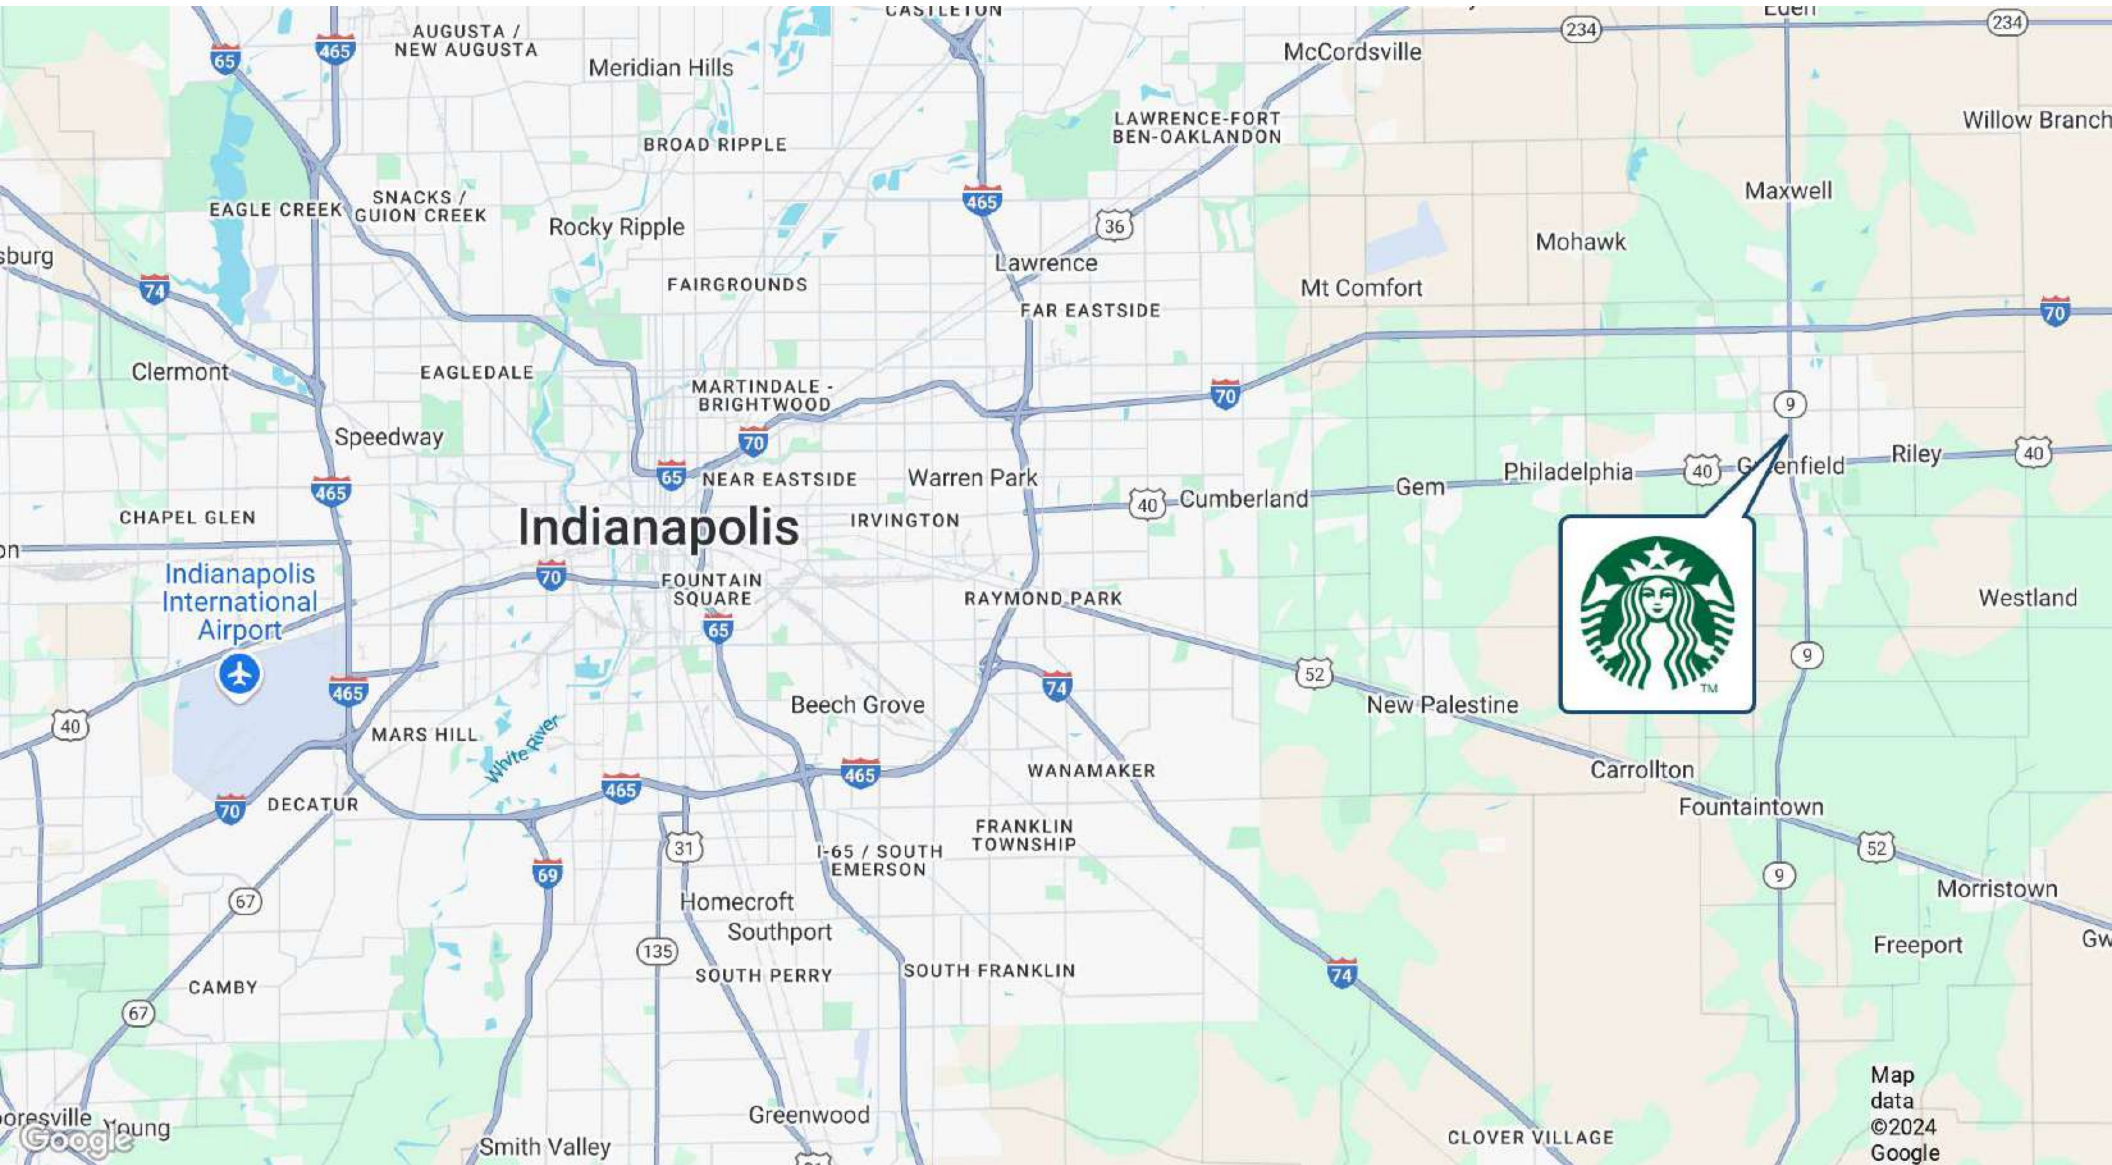 CASTLETON
Eden
234
234
AUGUSTA /
NEW AUGUSTA
65
465
Meridian Hills
McCordsville
LAWRENCE-FORT
BEN-OAKLANDON
Willow Branch
BROAD RIPPLE
Maxwell
SNACKS /
GUION CREEK
EAGLE CREEK
465
36
Rocky Ripple
Mohawk
sburg
Lawrence
74
FAIRGROUNDS
Mt Comfort
FAR EASTSIDE
70
Clermont
EAGLEDALE
MARTINDALE -
BRIGHTWOOD
70
9
Speedway
70
Riley
40
65
NEAR EASTSIDE
Warren Park
Philadelphia
40
465
Gem
40
Cumberland
CHAPEL GLEN
Indianapolis
IRVINGTON
on
Indianapolis
International
Airport
70
FOUNTAIN
SQUARE
RAYMOND PARK
Westland
65
9
52
465
74
TM
Beech Grove
New Palestine
40
MARS HILL
White River
465
465
WANAMAKER
Carrollton
70
DECATUR
Fountaintown
31
FRANKLIN
TOWNSHIP
I-65 / SOUTH
EMERSON
52
69
9
67
Homecroft
Morristown
Southport
135
Freeport
Gw
SOUTH PERRY
SOUTH FRANKLIN
74
CAMBY
67
Map
data
©2024
Google
ooresville
Young
Greenwood
Google
Smith Valley
CLOVER VILLAGE